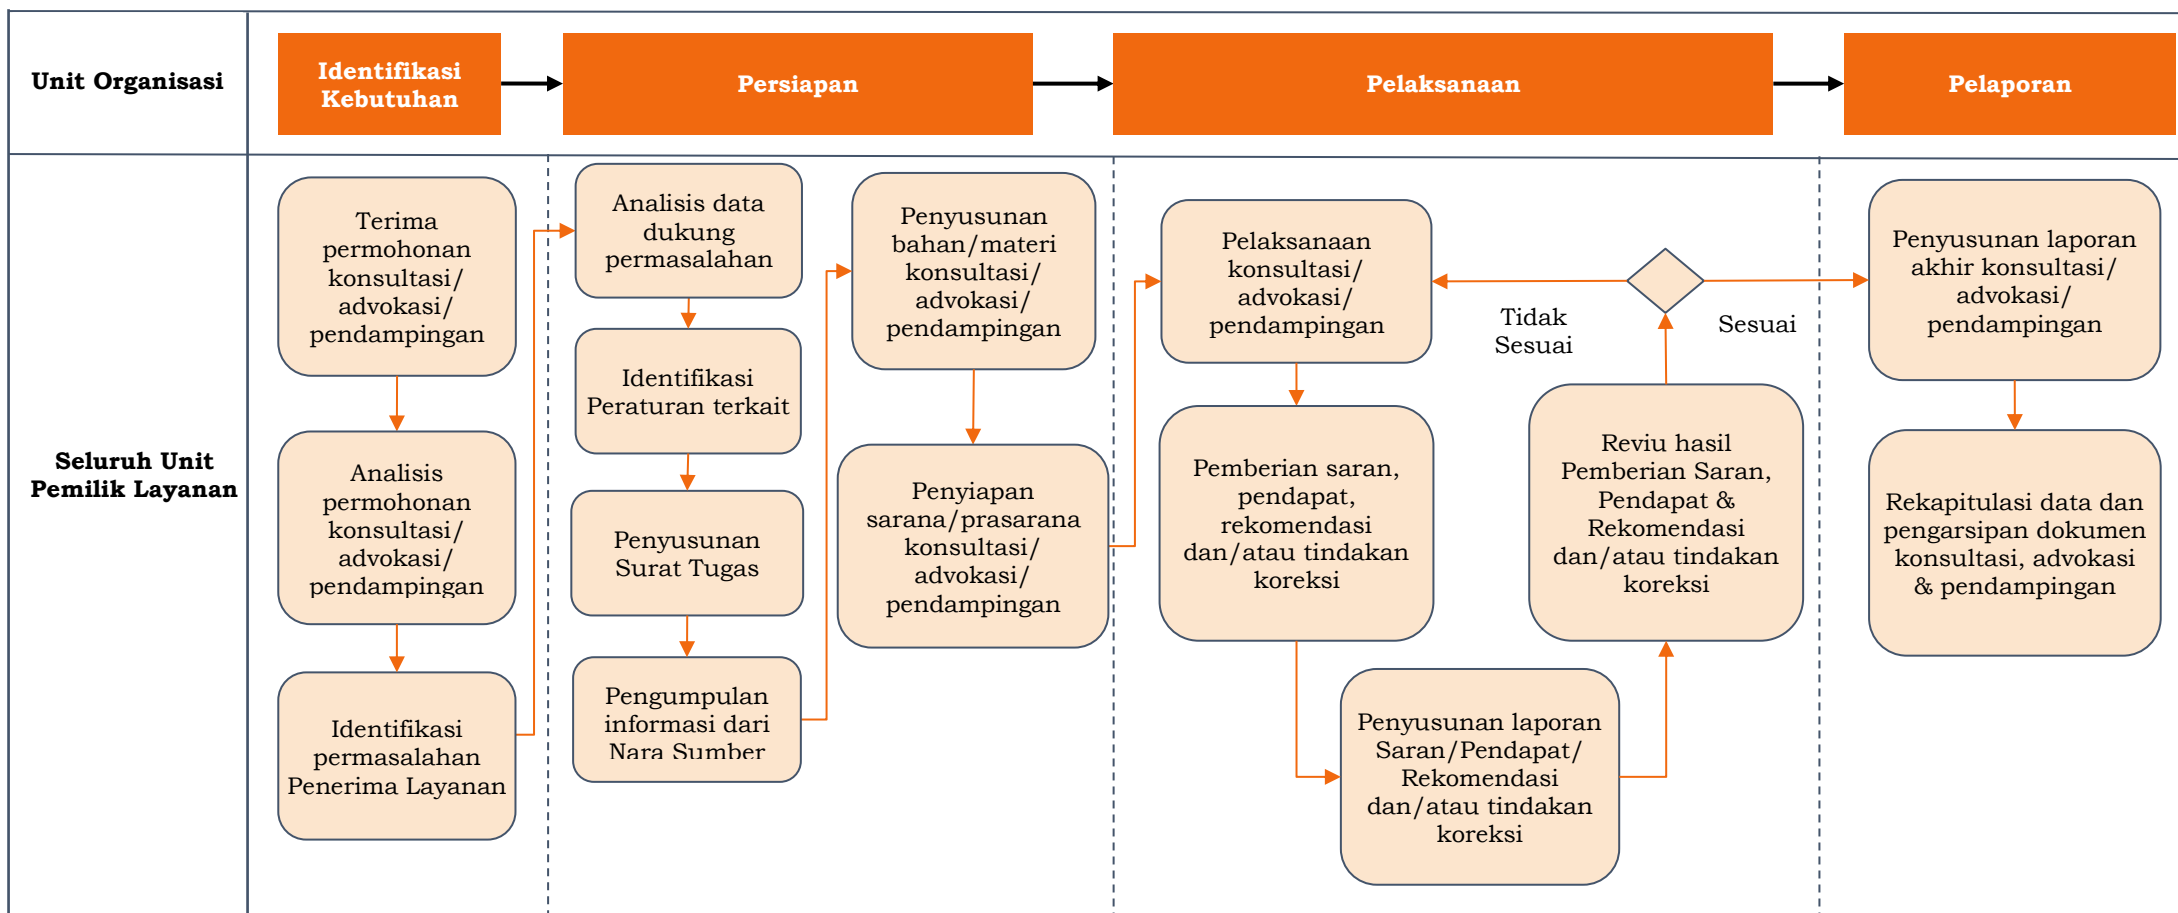 Unit Organisasi
Identifikasi
Kebutuhan
Persiapan
Pelaksanaan
Pelaporan
Seluruh Unit
Pemilik Layanan
Terima
permohonan
konsultasi/
advokasi/
pendampingan
Analisis
permohonan
konsultasi/
advokasi/
pendampingan
Identifikasi
permasalahan
Penerima Layanan
Analisis data
dukung
permasalahan
Identifikasi
Peraturan terkait
Penyusunan
Surat Tugas
Pengumpulan
informasi dari
Nara Sumber
Penyusunan
bahan/materi
konsultasi/
advokasi/
pendampingan
Penyiapan
sarana/prasarana
konsultasi/
advokasi/
pendampingan
Pelaksanaan
konsultasi/
advokasi/
pendampingan
Pemberian saran,
pendapat,
rekomendasi
dan/atau tindakan
koreksi
Penyusunan laporan
Saran/Pendapat/
Rekomendasi
dan/atau tindakan
koreksi
Reviu hasil
Pemberian Saran,
Pendapat &
Rekomendasi
dan/atau tindakan
koreksi
Tidak
Sesuai
Sesuai
Penyusunan laporan
akhir konsultasi/
advokasi/
pendampingan
Rekapitulasi data dan
pengarsipan dokumen
konsultasi, advokasi
& pendampingan